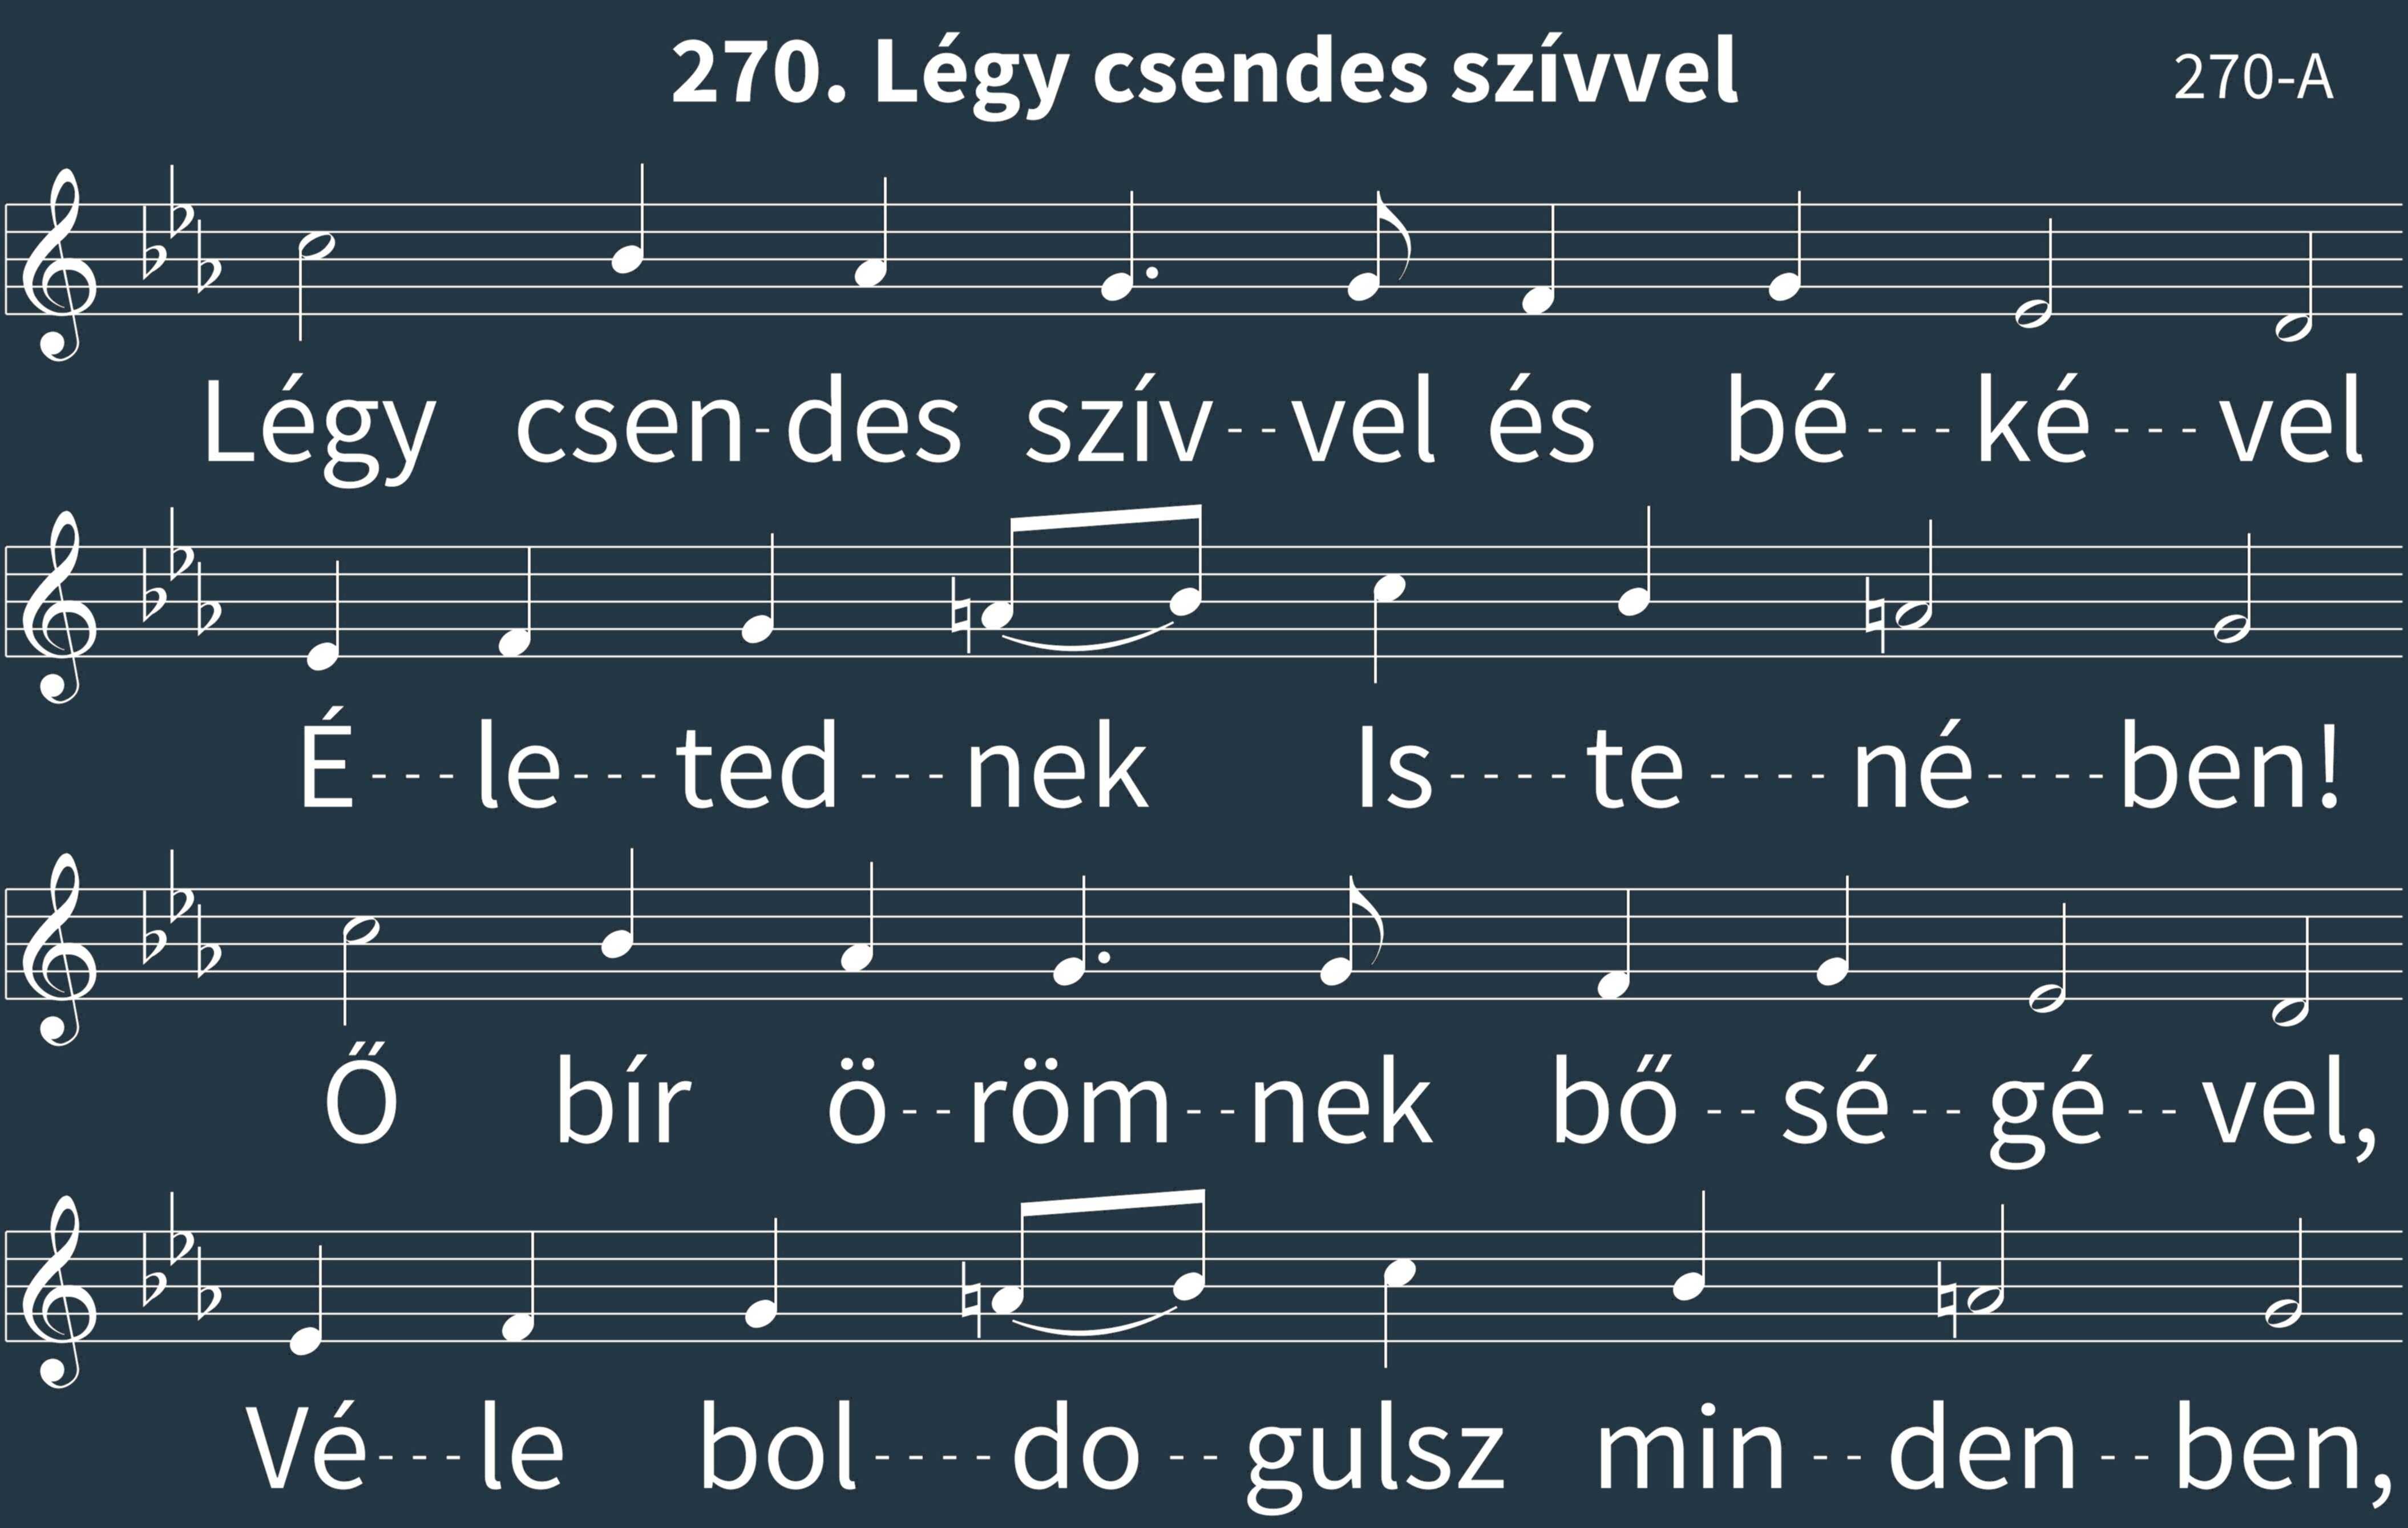 270. Légy csendes szívvel 270-A
Légy csen-des szív--vel és bé---ké---vel
É---le---ted---nek Is----te----né----ben!
Ő bír ö--röm--nek bő--sé--gé--vel,
Vé---le bol----do--gulsz min--den--ben,